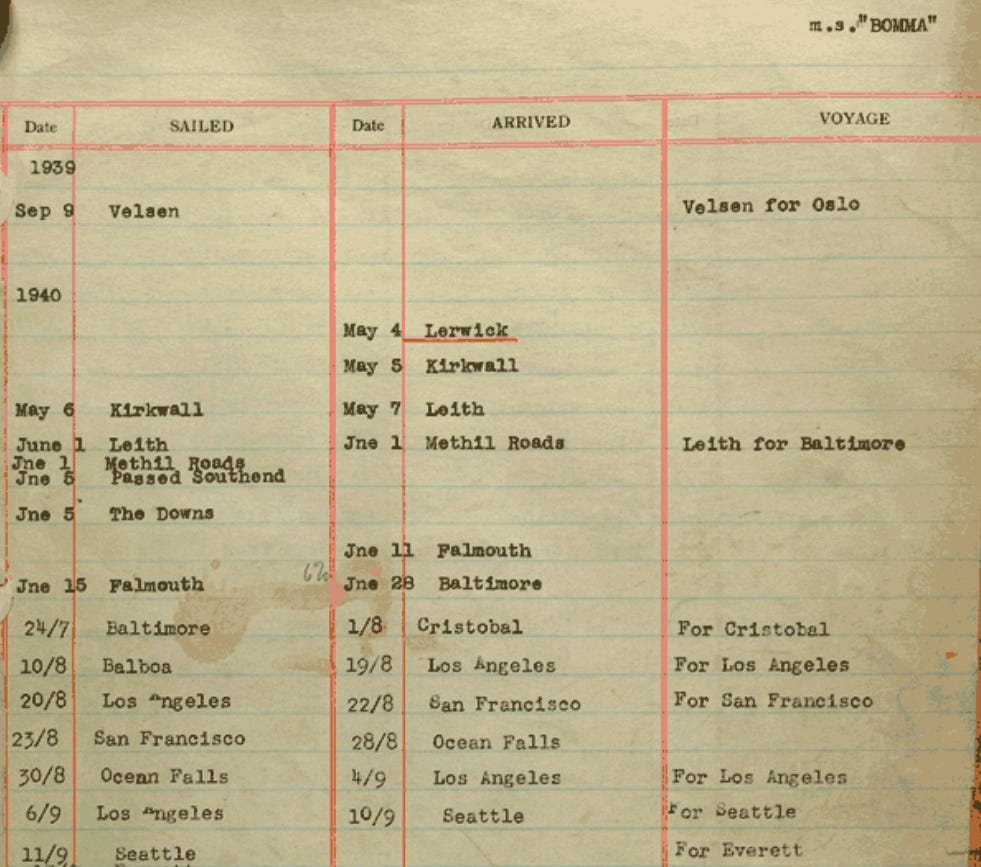 m.s."BOMMA"
Date SAILED Date ARRIVED VOYAGE
1939
Sep 9 Velsen Velsen for Oslo
1940
May 4 Lerwick
May 5 Kirkwall
May 6 Kirkwall May 7 Leith
June 1 Leith Jne 1 Methil Roads Leith for Baltimore
Jne 1 Methil Roads
Jne 5 Passed Southend
Jne 5 The Downs
Jne 11 Falmouth
Jne 15 Falmouth Jne 28 Baltimore
24/7 Baltimore 1/8 Cristobal For Cristobal
10/8 Balboa 19/8 Los Angeles For Los Angeles
20/8 Los Angeles 22/8 San Francisco For San Francisco
23/8 San Francisco 28/8 Ocean Falls
30/8 Ocean Falls 4/9 Los Angeles For Los Angeles
6/9 Los Angeles 10/9 Seattle For Seattle
11/9 Seattle For Everett